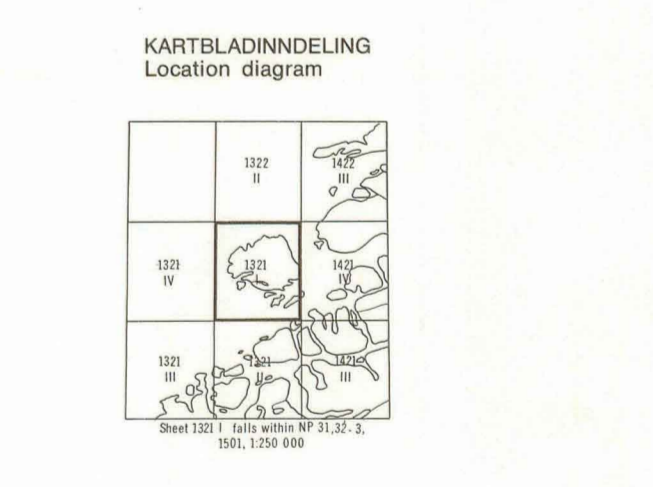 KARTBLADINNDELING
Location diagram
1322
II
1422
III
1321
IV
1321
I
1421
IV
1321
III
1321
II
1421
III
Sheet 1321 I falls within NP 31,32-3,
1501, 1:250 000